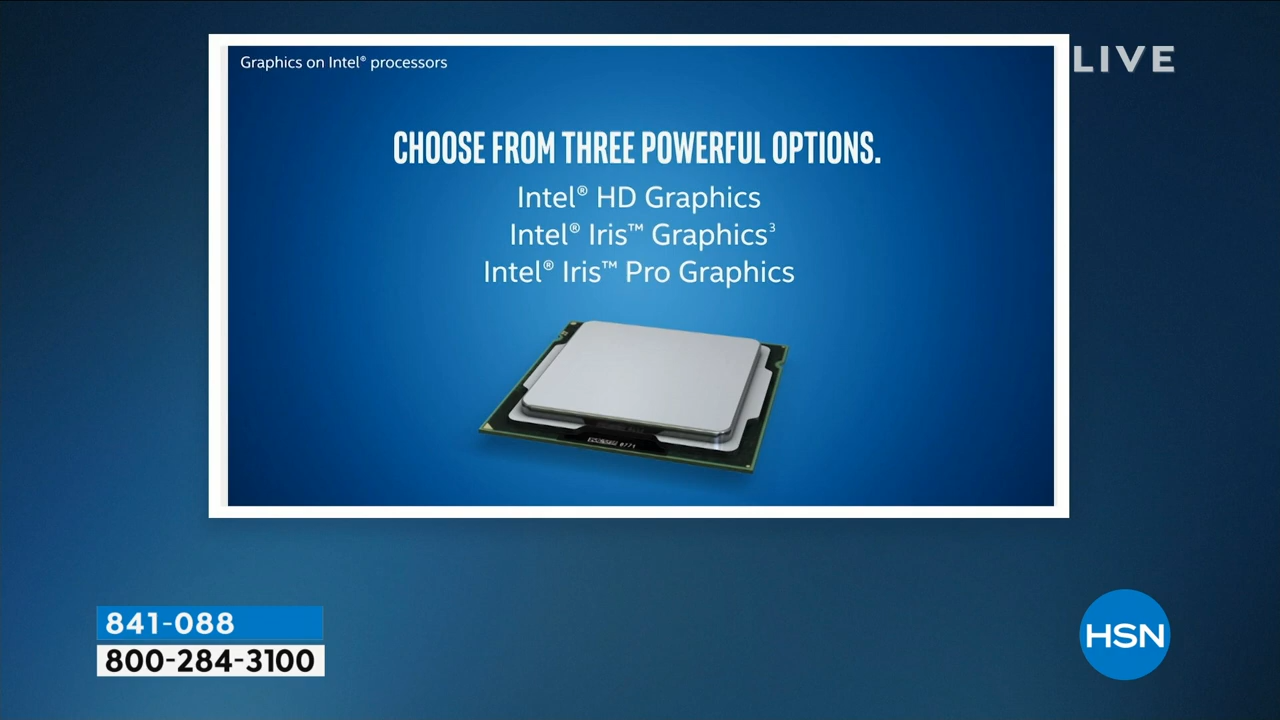 Graphics on Intel® processors
LIVE
CHOOSE FROM THREE POWERFUL OPTIONS.
Intel® HD Graphics
Intel® Iris™ Graphics³
Intel® Iris™ Pro Graphics
841-088
800-284-3100
HSN